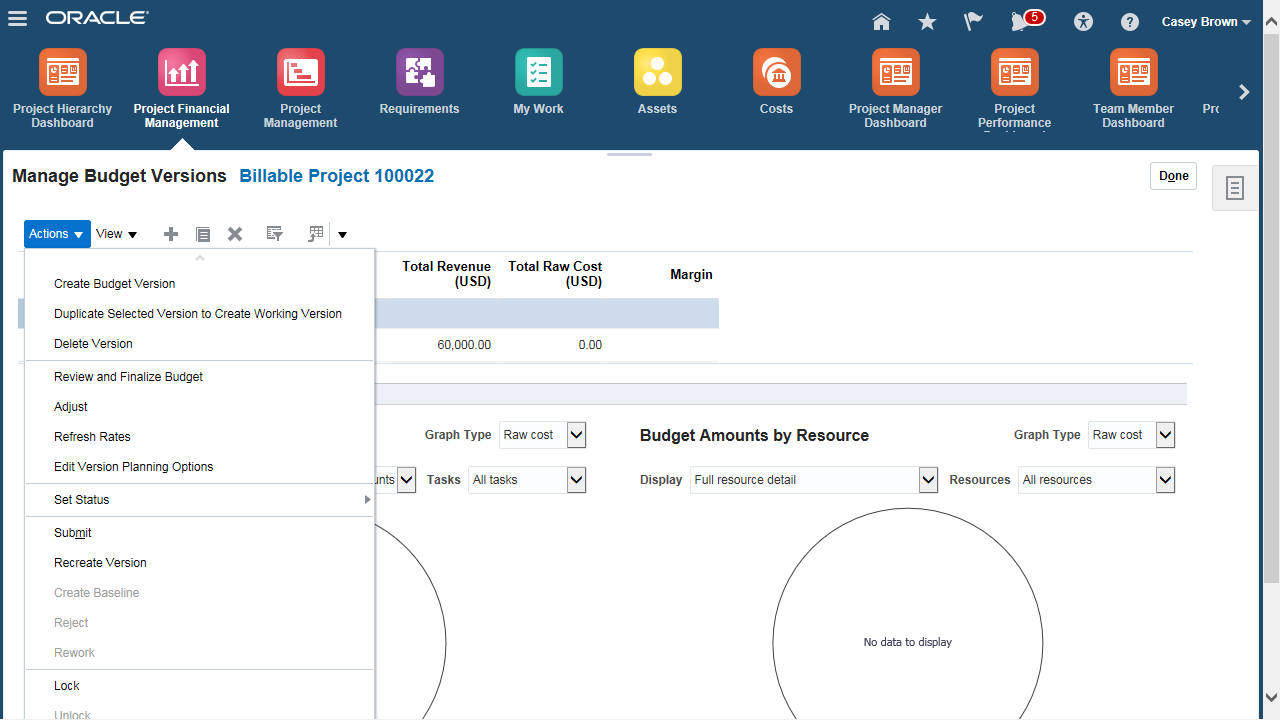 ORACLE
5
Casey Brown
Project Hierarchy
Dashboard
Project Financial
Management
Project
Management
Requirements
My Work
Assets
Costs
Project Manager
Dashboard
Project
Performance
Team Member
Dashboard
Pro
Manage Budget Versions Billable Project 100022
Done
Actions View
Total Revenue
(USD)
Total Raw Cost
(USD)
Margin
60,000.00 0.00
Create Budget Version
Duplicate Selected Version to Create Working Version
Delete Version
Review and Finalize Budget
Adjust
Refresh Rates
Edit Version Planning Options
Set Status
Submit
Recreate Version
Create Baseline
Reject
Rework
Lock
Unlock
Graph Type Raw cost
Tasks All tasks
Budget Amounts by Resource
Graph Type Raw cost
Display Full resource detail
Resources All resources
No data to display